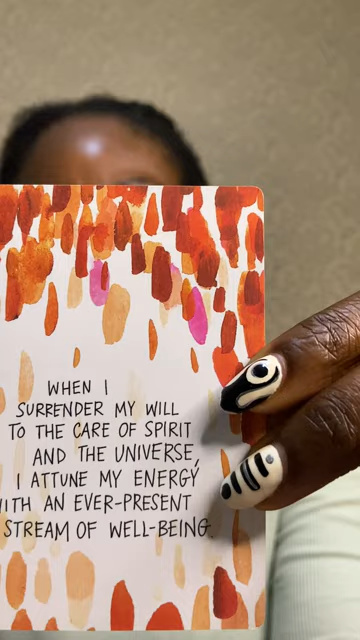 WHEN I
SURRENDER MY WILL
TO THE CARE OF SPIRIT
AND THE UNIVERSE,
I ATTUNE MY ENERGY
WITH AN EVER-PRESENT
STREAM OF WELL-BEING.